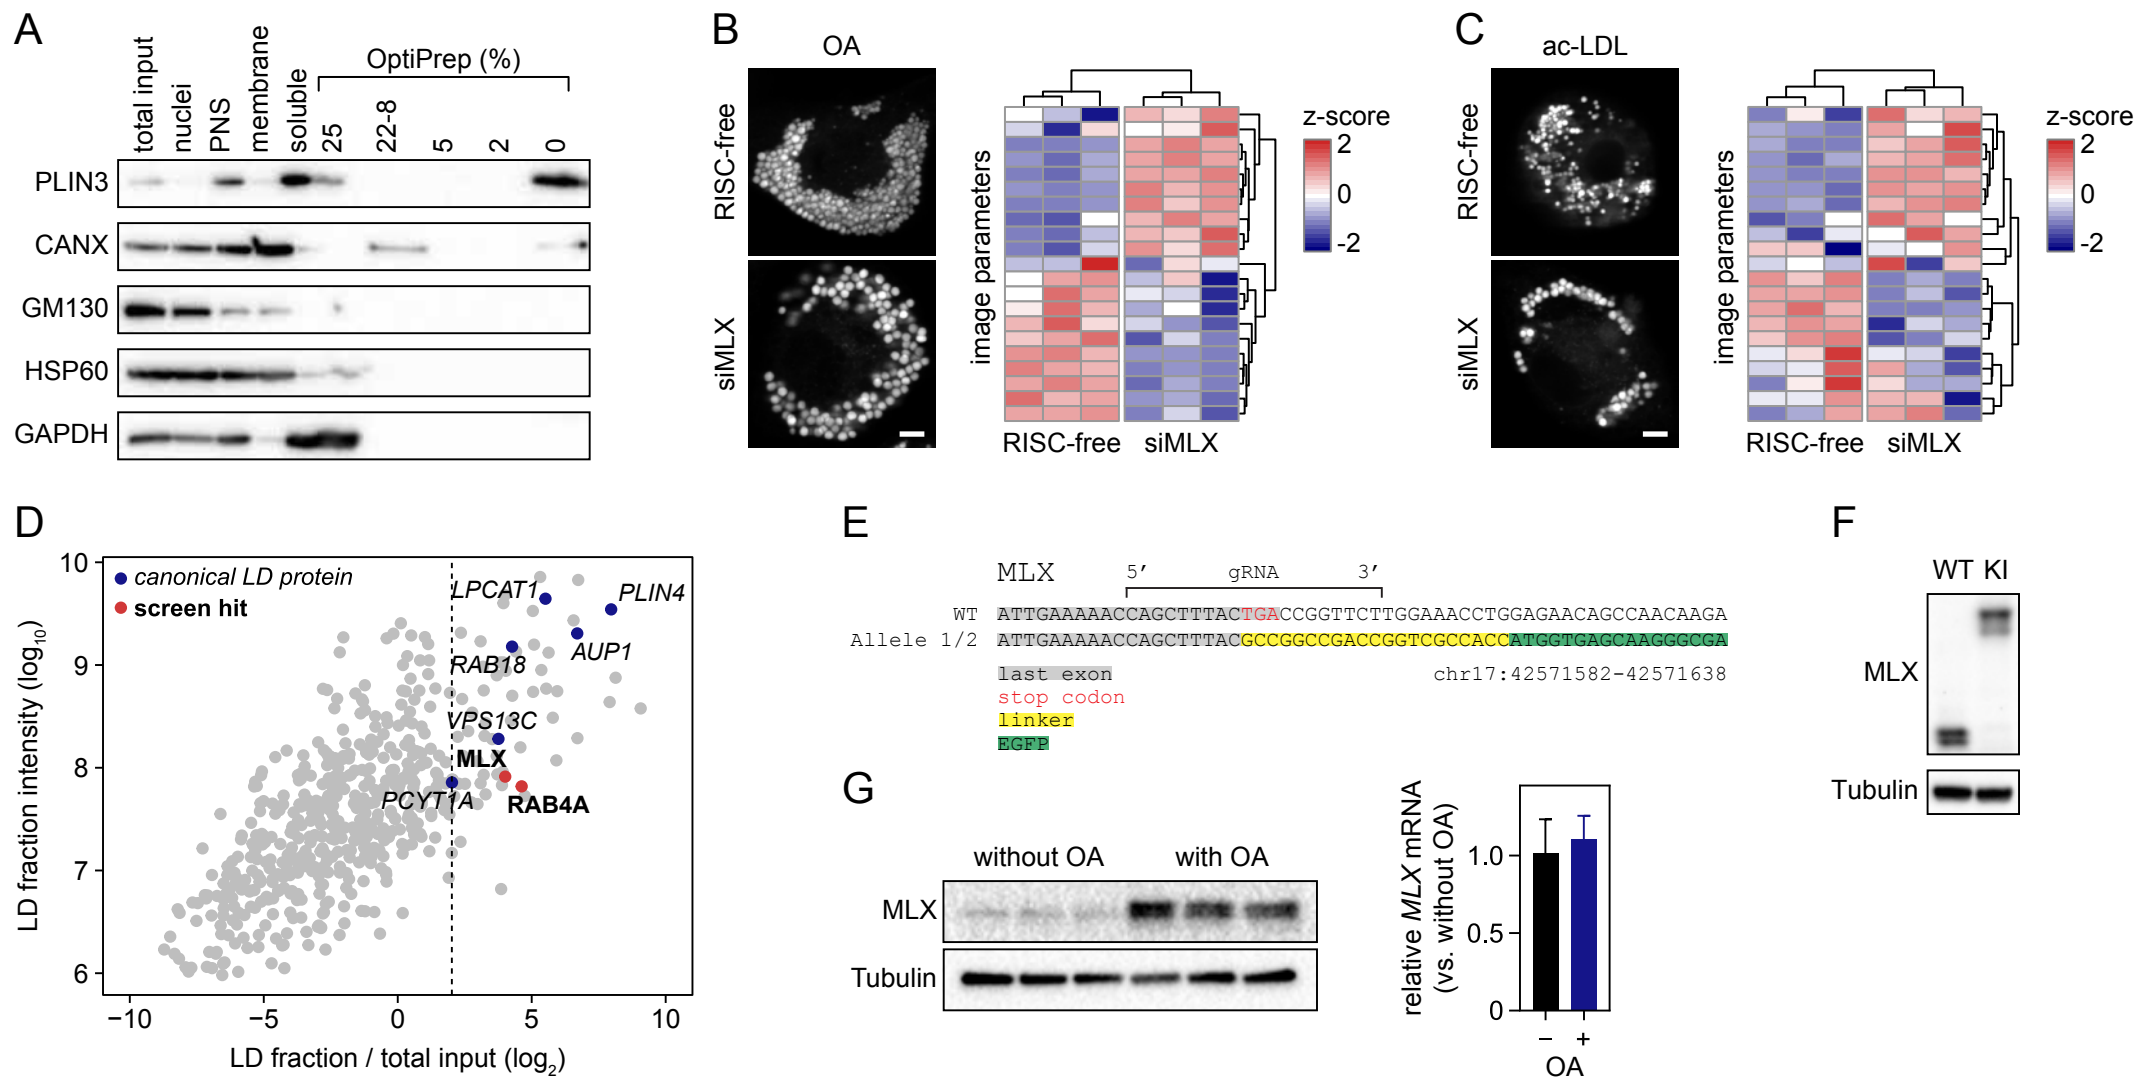 A
total input
nuclei
PNS
membrane
soluble
OptiPrep (%)
25
22-8
5
2
0
PLIN3
CANX
GM130
HSP60
GAPDH
B
OA
RISC-free
siMLX
image parameters
RISC-free siMLX
z-score
2
0
-2
C
ac-LDL
RISC-free
siMLX
image parameters
RISC-free siMLX
z-score
2
0
-2
D
LD fraction intensity (log10)
10
9
8
7
6
canonical LD protein
screen hit
LPCAT1
PLIN4
AUP1
RAB18
VPS13C
MLX
PCYT1A
RAB4A
−10 −5 0 5 10
LD fraction / total input (log2)
E
MLX 5′ gRNA 3′
WT ATTGAAAAACCAGCTTTACTGACCGGTTCTTGGAAACCTGGAGAACAGCCAACAAGA
Allele 1/2 ATTGAAAAACCAGCTTTACGCCGGCCGACCGGTCGCCACCATGGTGAGCAAGGGCGA
last exon chr17:42571582-42571638
stop codon
linker
EGFP
F
WT KI
MLX
Tubulin
G
without OA with OA
MLX
Tubulin
relative MLX mRNA
(vs. without OA)
1.0
0.5
0
− +
OA